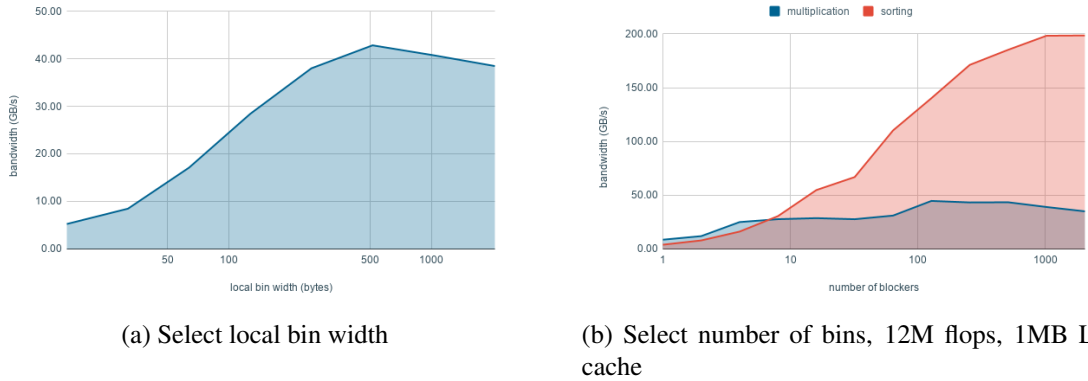 50.00
40.00
30.00
20.00
10.00
0.00
bandwidth (GB/s)
50
100
500
1000
local bin width (bytes)
(a) Select local bin width
multiplication
sorting
200.00
150.00
100.00
50.00
0.00
bandwidth (GB/s)
1
10
100
1000
number of blockers
(b) Select number of bins, 12M flops, 1MB L
cache